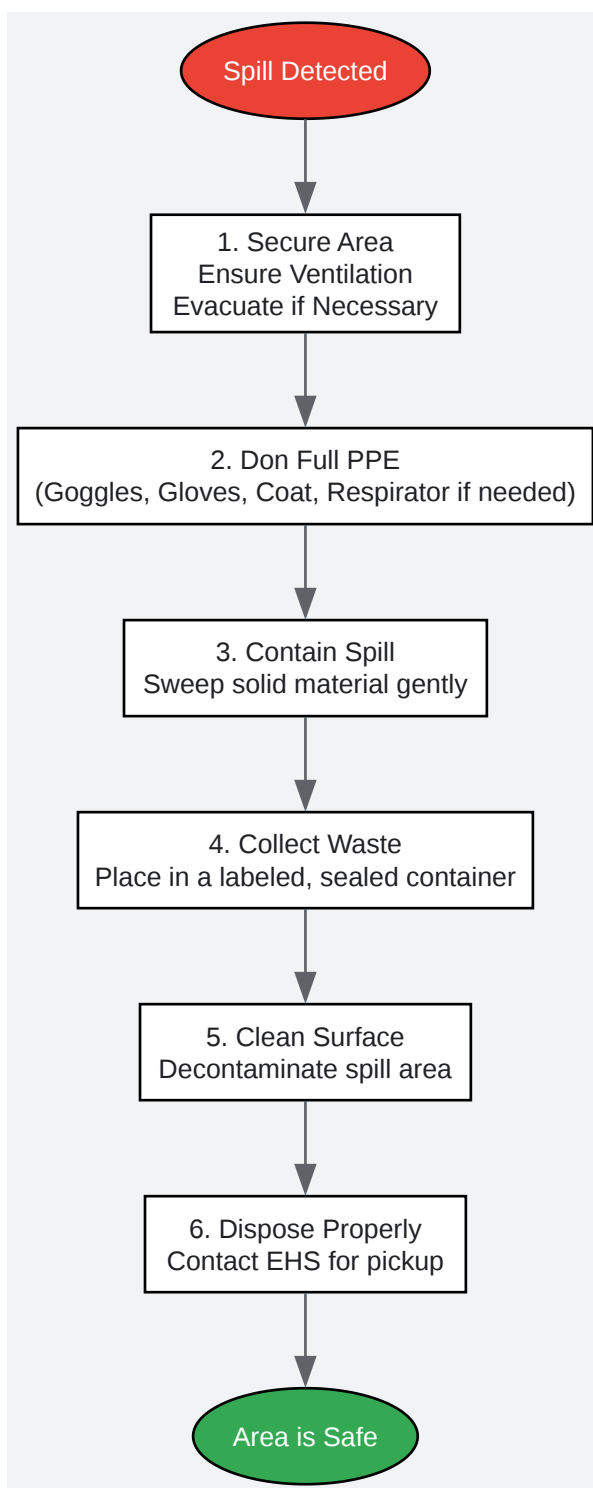 Spill Detected
1. Secure Area
Ensure Ventilation
Evacuate if Necessary
2. Don Full PPE
(Goggles, Gloves, Coat, Respirator if needed)
3. Contain Spill
Sweep solid material gently
4. Collect Waste
Place in a labeled, sealed container
5. Clean Surface
Decontaminate spill area
6. Dispose Properly
Contact EHS for pickup
Area is Safe